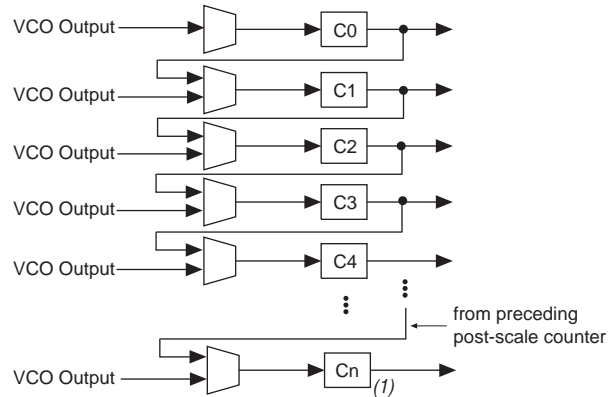 VCO Output
C0
VCO Output
C1
VCO Output
C2
VCO Output
C3
VCO Output
C4
from preceding
post-scale counter
VCO Output
Cn
(1)